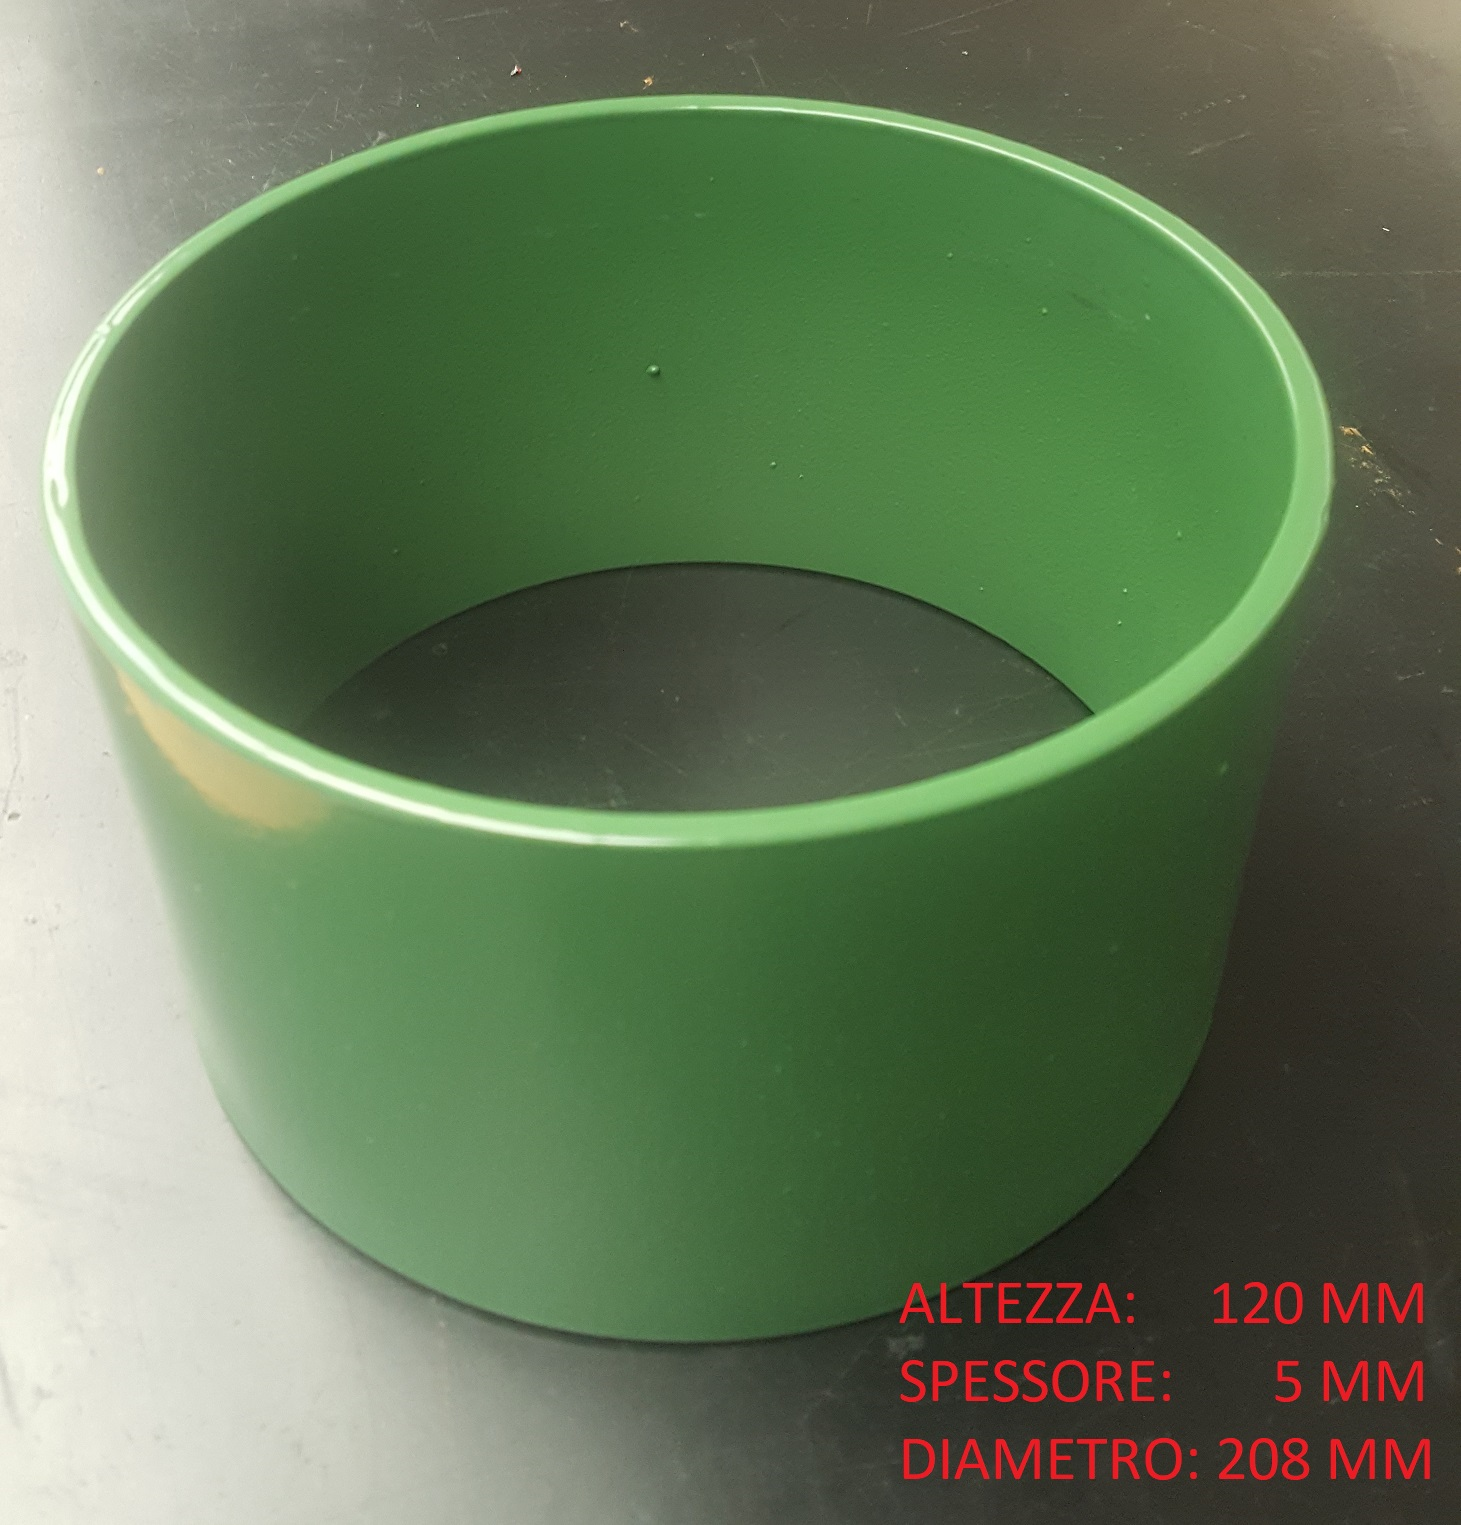 ALTEZZA: 120 MM
SPESSORE: 5 MM
DIAMETRO: 208 MM